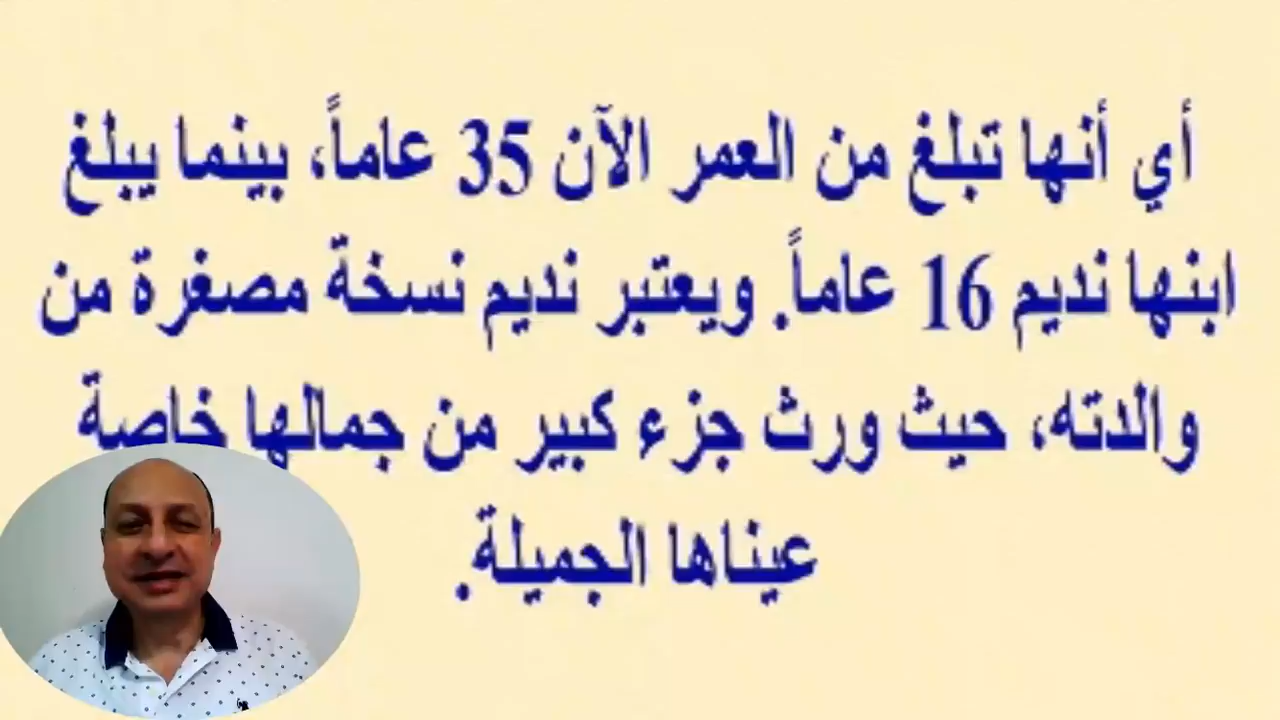 أي أنها تبلغ من العمر الآن 35 عاماً، بينما يبلغ
ابنها نديم 16 عاماً. ويعتبر نديم نسخة مصغرة من
والدته، حيث ورث جزء كبير من جمالها خاصة
عيناها الجميلة.